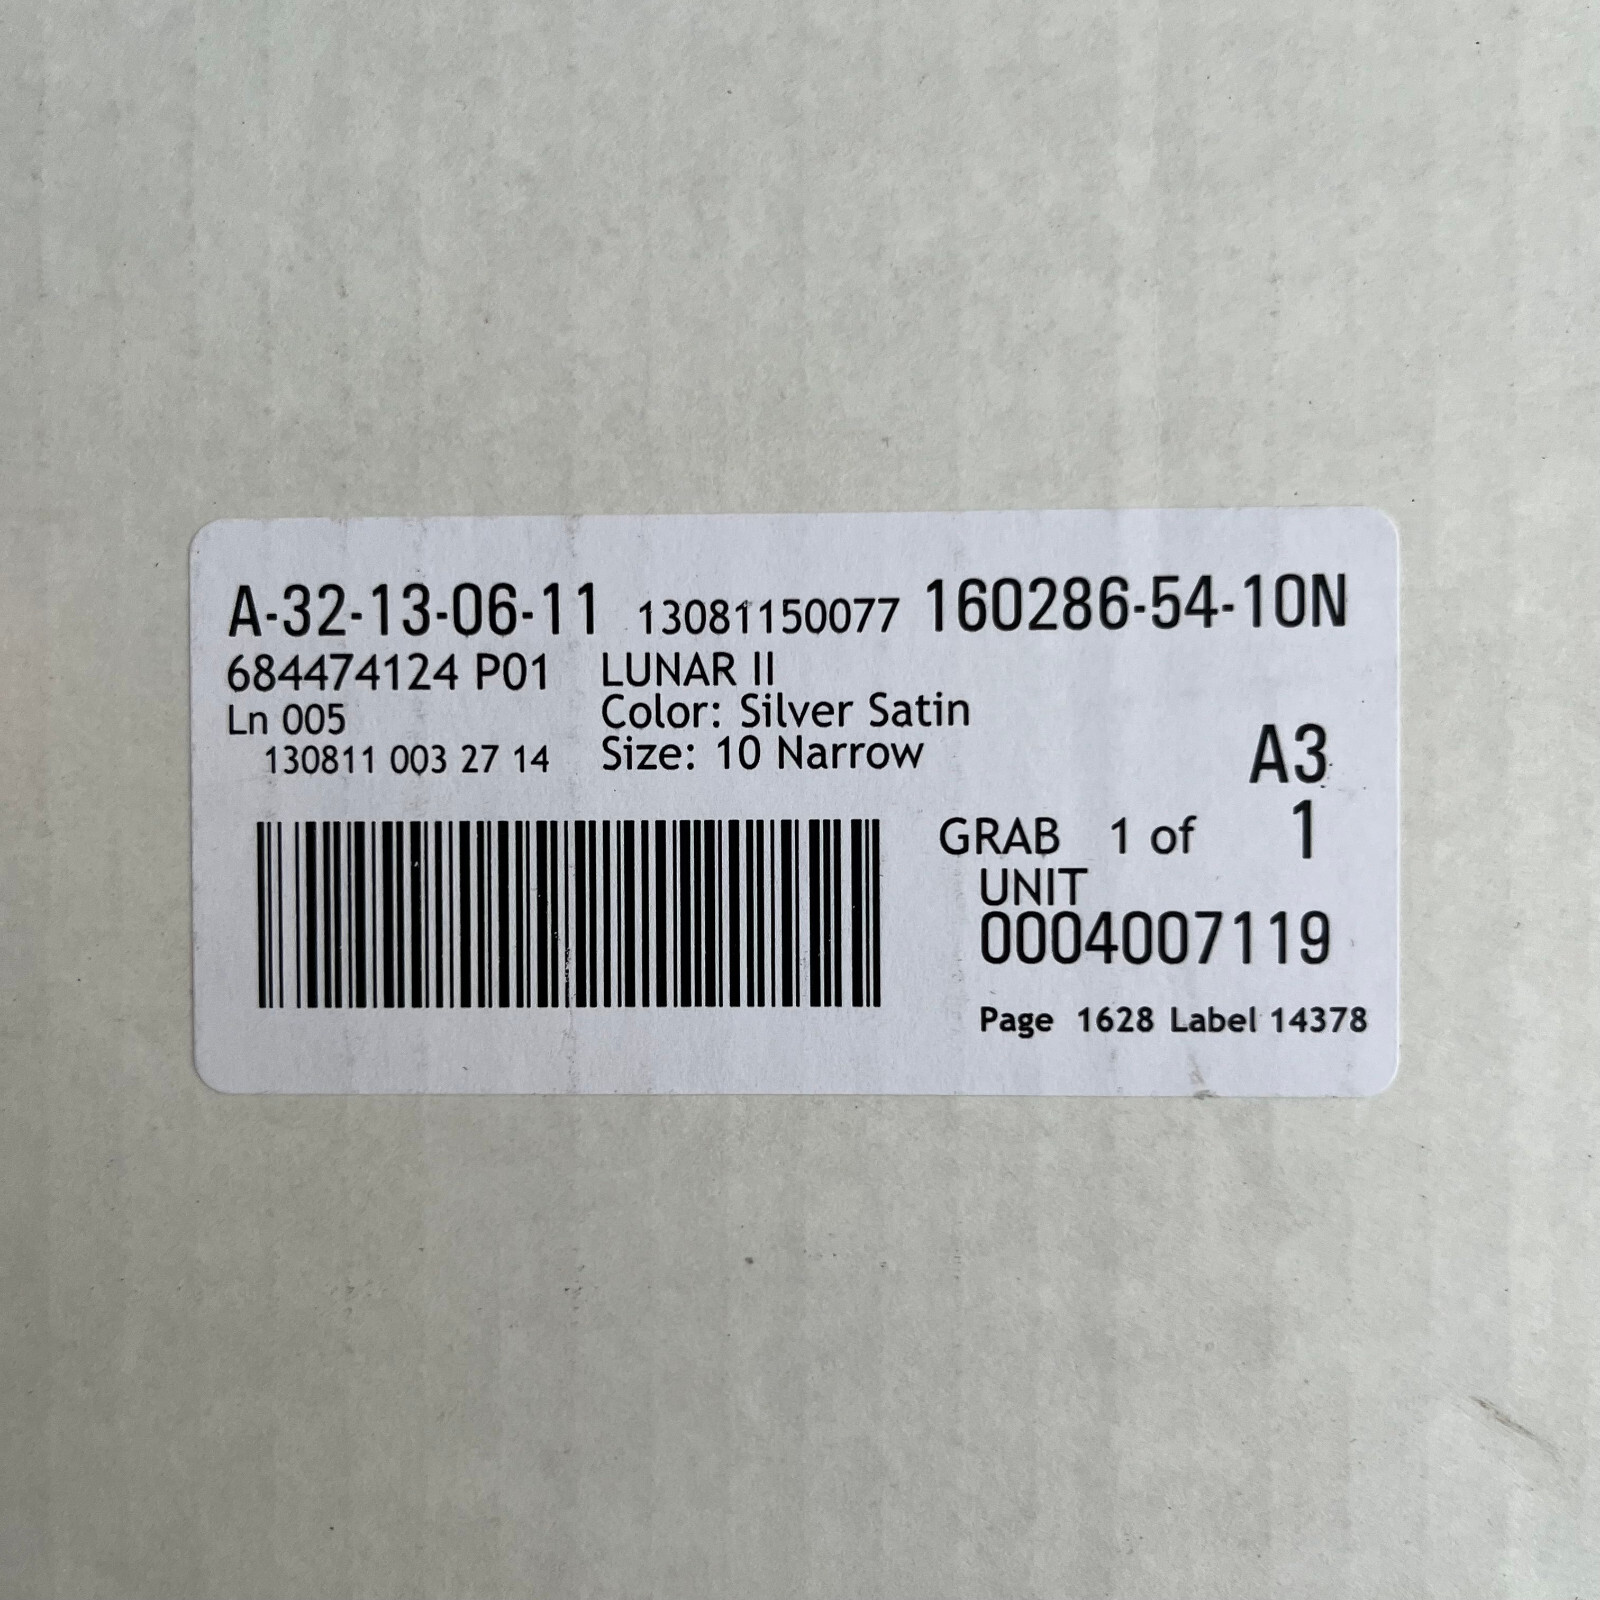 A-32-13-06-11 13081150077 160286-54-10N
684474124 P01 LUNAR II
Ln 005 Color: Silver Satin
130811 003 27 14 Size: 10 Narrow
A3
GRAB 1 of 1
UNIT
0004007119
Page 1628 Label 14378